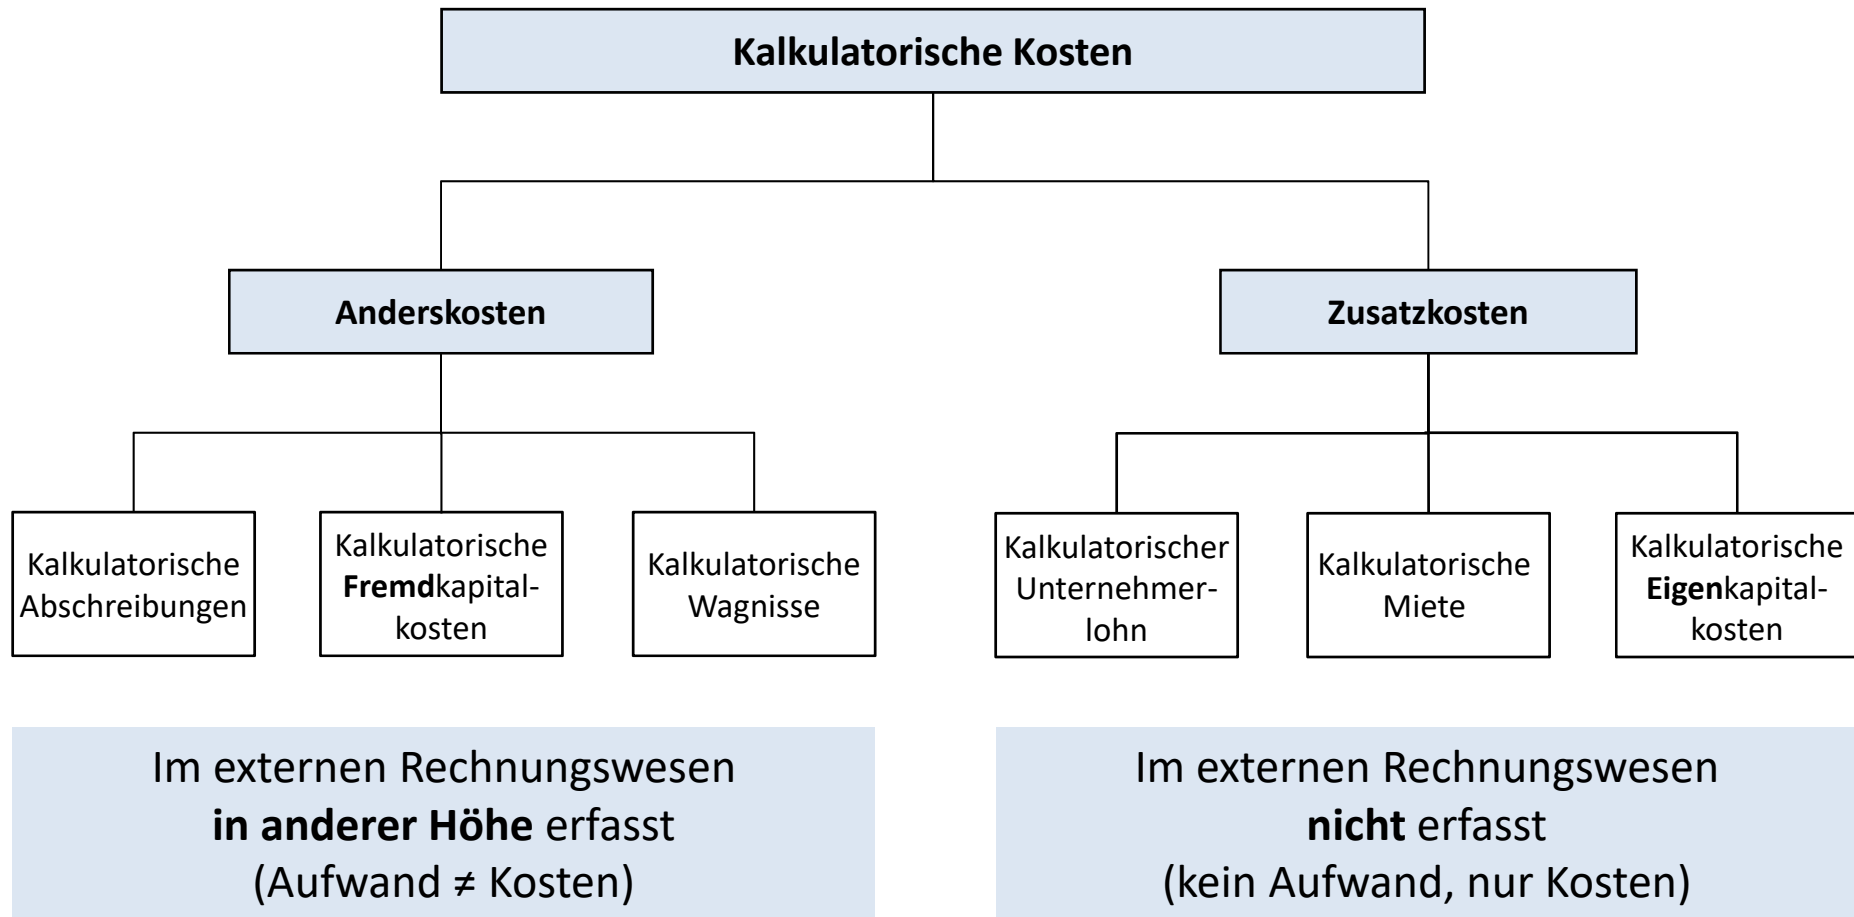 Kalkulatorische Kosten
Anderskosten
Zusatzkosten
Kalkulatorische
Abschreibungen
Kalkulatorische
Fremdkapital-
kosten
Kalkulatorische
Wagnisse
Kalkulatorischer
Unternehmer-
lohn
Kalkulatorische
Miete
Kalkulatorische
Eigenkapital-
kosten
Im externen Rechnungswesen
in anderer Höhe erfasst
(Aufwand ≠ Kosten)
Im externen Rechnungswesen
nicht erfasst
(kein Aufwand, nur Kosten)